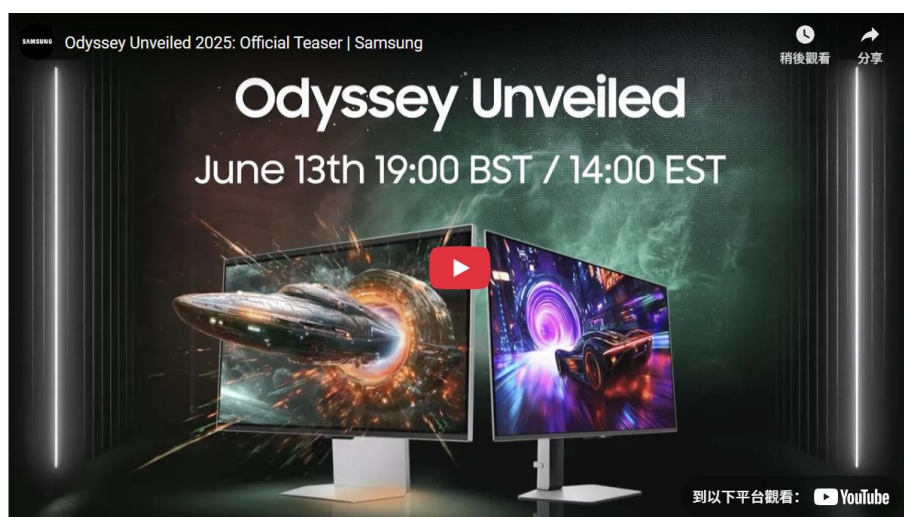 SAMSUNG
Odyssey Unveiled 2025: Official Teaser | Samsung
稍後觀看
分享
Odyssey Unveiled
June 13th 19:00 BST / 14:00 EST
到以下平台觀看：
YouTube